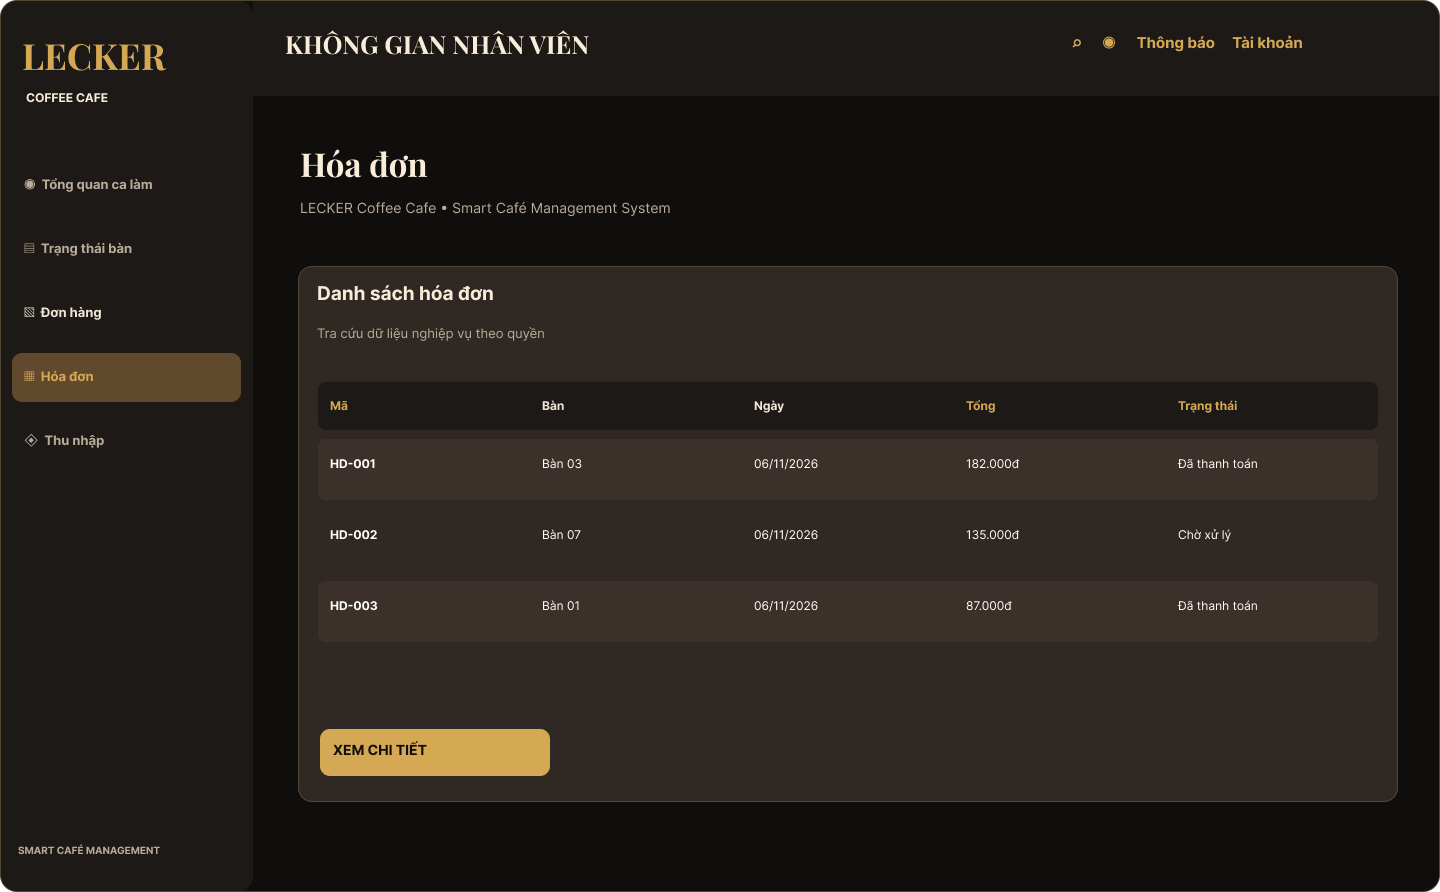 LECKER
COFFEE CAFE
Tổng quan ca làm
Trạng thái bàn
Đơn hàng
Hóa đơn
Thu nhập
SMART CAFÉ MANAGEMENT
KHÔNG GIAN NHÂN VIÊN
Thông báo Tài khoản
Hóa đơn
LECKER Coffee Cafe • Smart Café Management System
Danh sách hóa đơn
Tra cứu dữ liệu nghiệp vụ theo quyền
Mã Bàn Ngày Tổng Trạng thái
HD-001 Bàn 03 06/11/2026 182.000đ Đã thanh toán
HD-002 Bàn 07 06/11/2026 135.000đ Chờ xử lý
HD-003 Bàn 01 06/11/2026 87.000đ Đã thanh toán
XEM CHI TIẾT